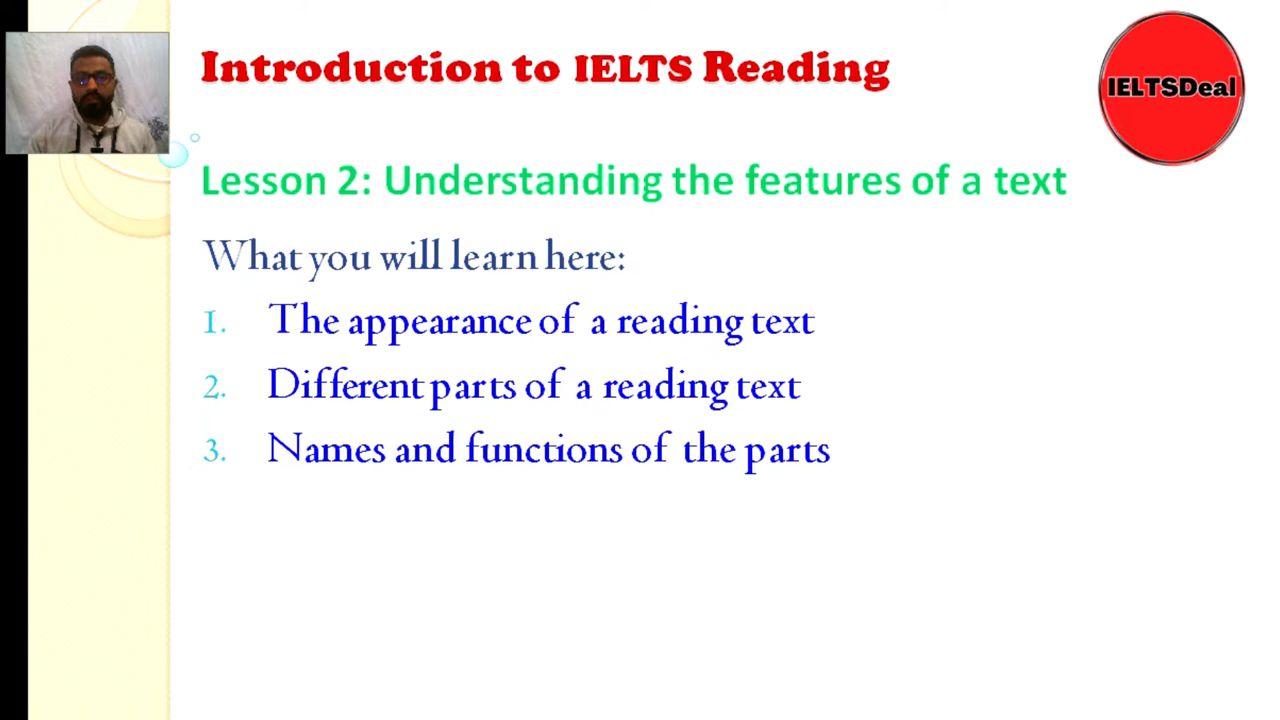 Introduction to IELTS Reading
IELTSDeal
Lesson 2: Understanding the features of a text
What you will learn here:
1. The appearance of a reading text
2. Different parts of a reading text
3. Names and functions of the parts